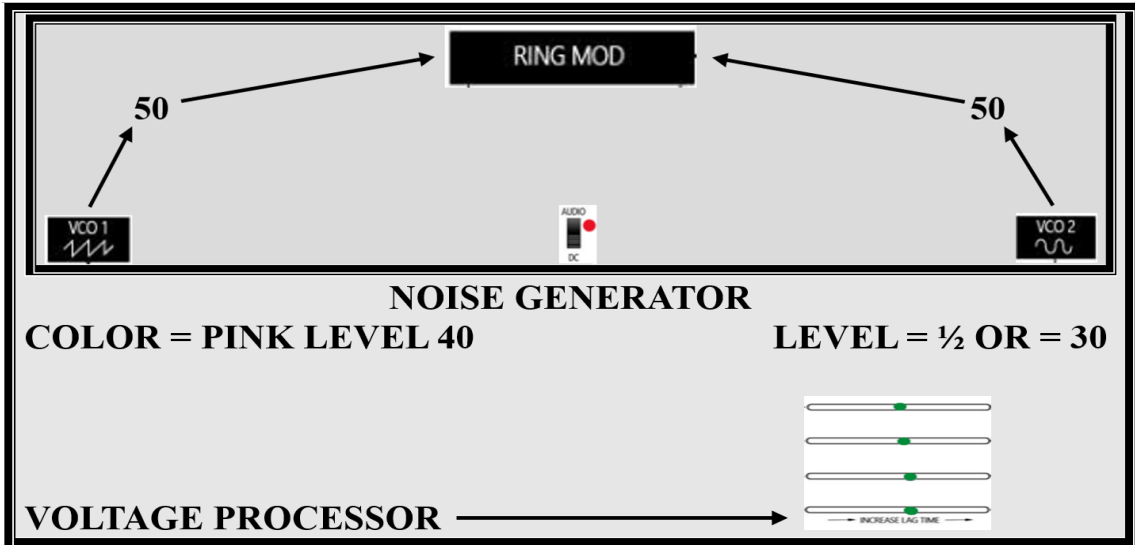 RING MOD
50 50
VCO 1 VCO 2
AUDIO
DC
NOISE GENERATOR
COLOR = PINK LEVEL 40 LEVEL = ½ OR = 30
VOLTAGE PROCESSOR
INCREASE LAG TIME